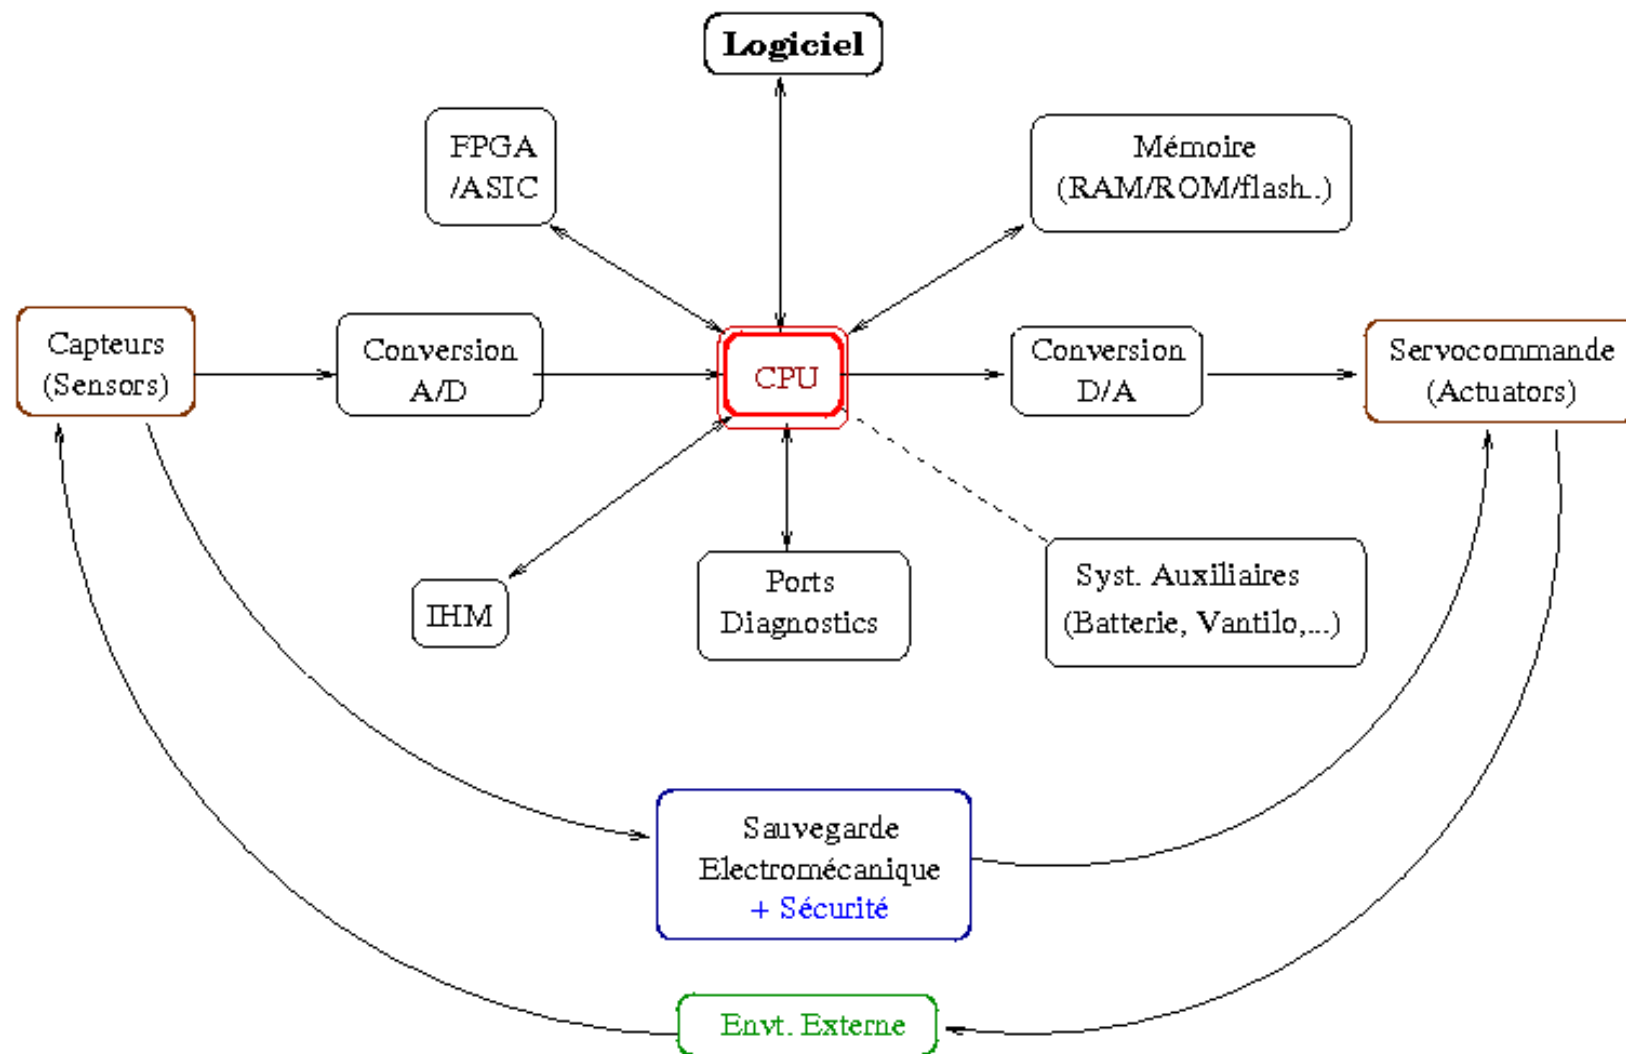 Logiciel
FPGA
/ASIC
Mémoire
(RAM/ROM/flash..)
Capteurs
(Sensors)
Conversion
A/D
CPU
Conversion
D/A
Servocommande
(Actuators)
IHM
Ports
Diagnostics
Syst. Auxiliaires
(Batterie, Vantilo,...)
Sauvegarde
Electromécanique
+ Sécurité
Envt. Externe